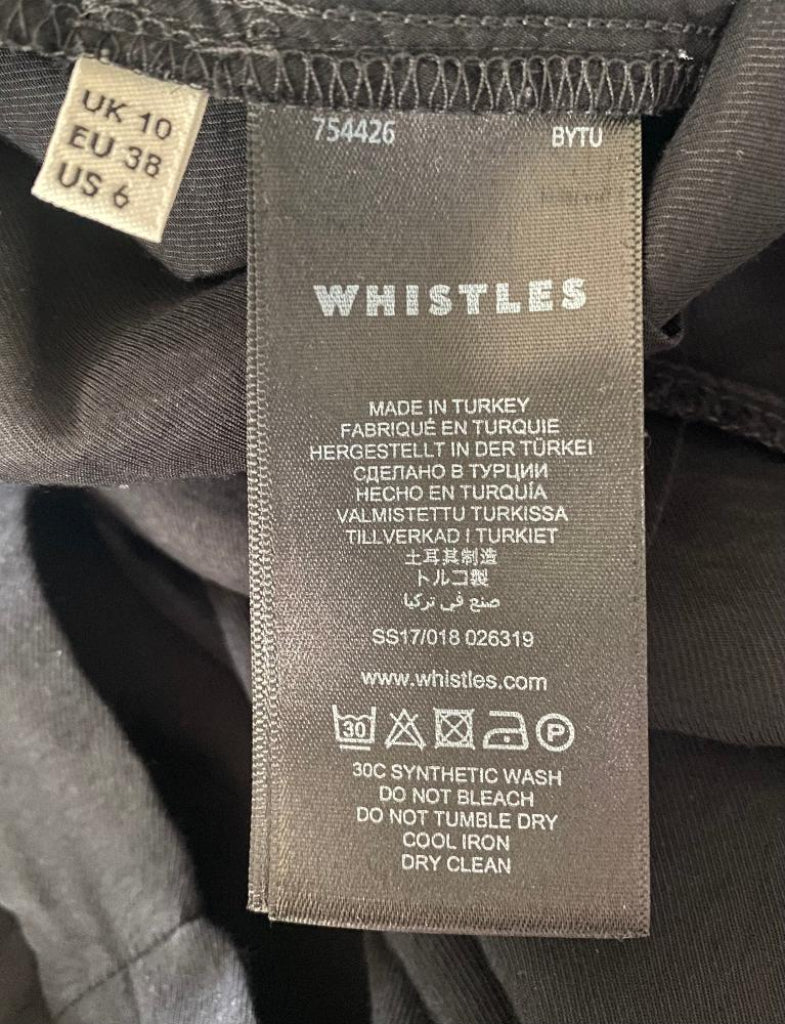 UK 10
EU 38
US 6
754426 BYTU
WHISTLES
MADE IN TURKEY
FABRIQUÉ EN TURQUIE
HERGESTELLT IN DER TÜRKEI
СДЕЛАНО В ТУРЦИИ
HECHO EN TURQUÍA
VALMISTETTU TURKISSA
TILLVERKAD I TURKIET
土耳其制造
トルコ製
صنع في تركيا
SS17/018 026319
www.whistles.com
30
P
30C SYNTHETIC WASH
DO NOT BLEACH
DO NOT TUMBLE DRY
COOL IRON
DRY CLEAN